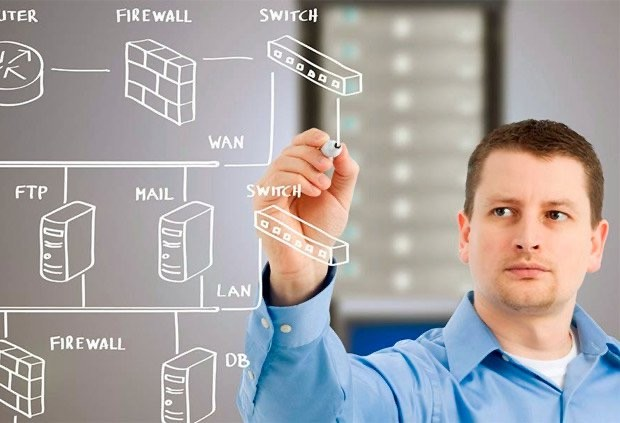 UTER
FIREWALL
SWITCH
WAN
FTP
MAIL
SWITCH
LAN
FIREWALL
DB